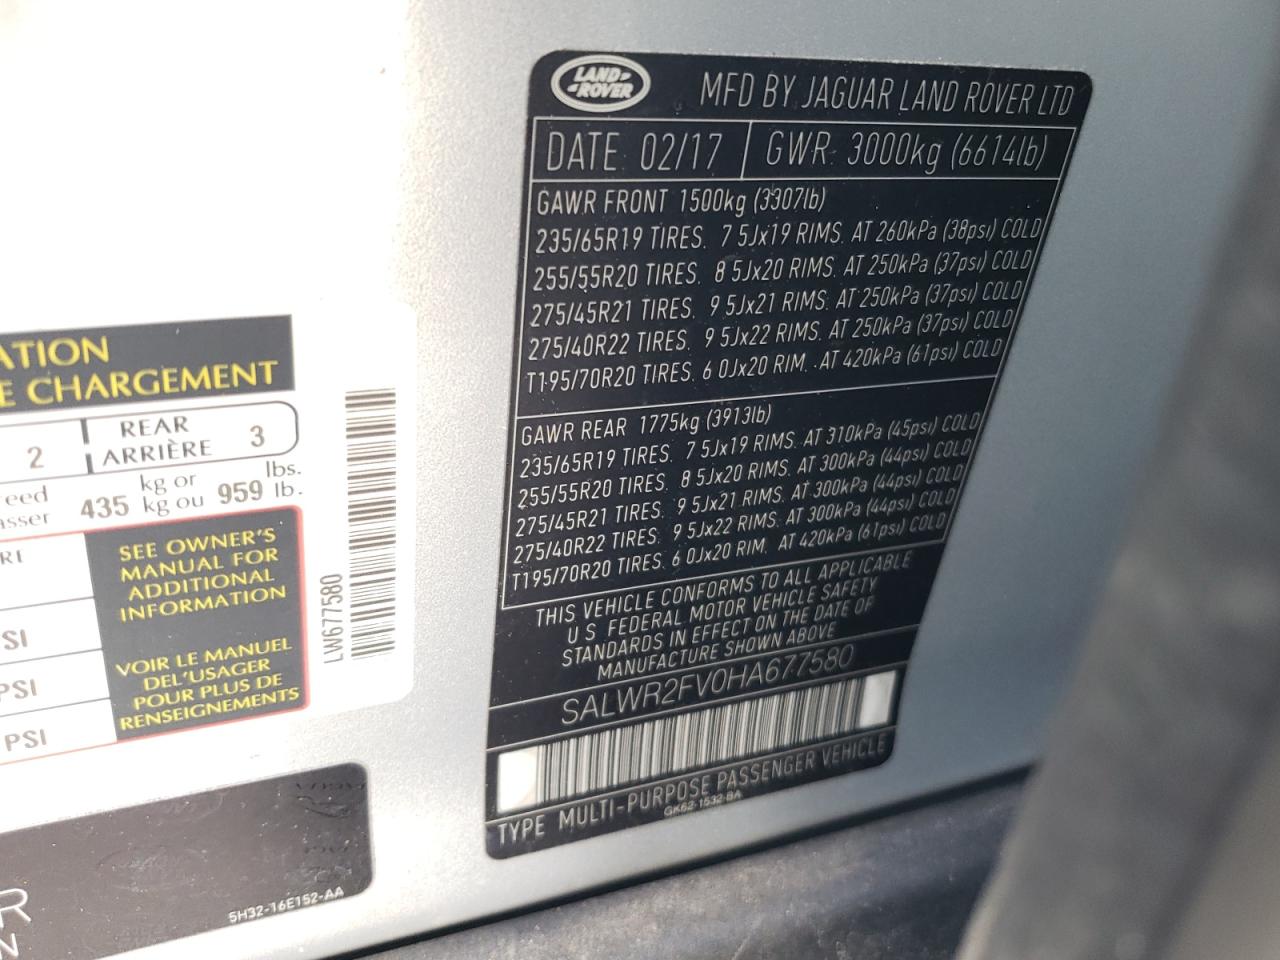 LAND ROVER
MFD BY JAGUAR LAND ROVER LTD
DATE: 02/17 GWR: 3000kg (6614lb)
GAWR FRONT 1500kg (3307lb)
235/65R19 TIRES. 7.5Jx19 RIMS. AT 260kPa (38psi) COLD
255/55R20 TIRES. 8.5Jx20 RIMS. AT 250kPa (37psi) COLD
275/45R21 TIRES. 9.5Jx21 RIMS. AT 250kPa (37psi) COLD
275/40R22 TIRES. 9.5Jx22 RIMS. AT 250kPa (37psi) COLD
T195/70R20 TIRES. 6.0Jx20 RIM. AT 420kPa (61psi) COLD
GAWR REAR 1775kg (3913lb)
235/65R19 TIRES. 7.5Jx19 RIMS. AT 310kPa (45psi) COLD
255/55R20 TIRES. 8.5Jx20 RIMS. AT 300kPa (44psi) COLD
275/45R21 TIRES. 9.5Jx21 RIMS. AT 300kPa (44psi) COLD
275/40R22 TIRES. 9.5Jx22 RIMS. AT 300kPa (44psi) COLD
T195/70R20 TIRES. 6.0Jx20 RIM. AT 420kPa (61psi) COLD
THIS VEHICLE CONFORMS TO ALL APPLICABLE
U.S. FEDERAL MOTOR VEHICLE SAFETY
STANDARDS IN EFFECT ON THE DATE OF
MANUFACTURE SHOWN ABOVE
SALWR2FV0HA677580
TYPE MULTI-PURPOSE PASSENGER VEHICLE
GK62-1532-BA
ATION
E CHARGEMENT
2 REAR ARRIÈRE 3
eed 435 kg or 959 lbs.
asser kg ou lb.
SEE OWNER'S
MANUAL FOR
ADDITIONAL
INFORMATION
VOIR LE MANUEL
DEL'USAGER
POUR PLUS DE
RENSEIGNEMENTS
RE
SI
PSI
PSI
LW677580
5H32-16E152-AA
R
N